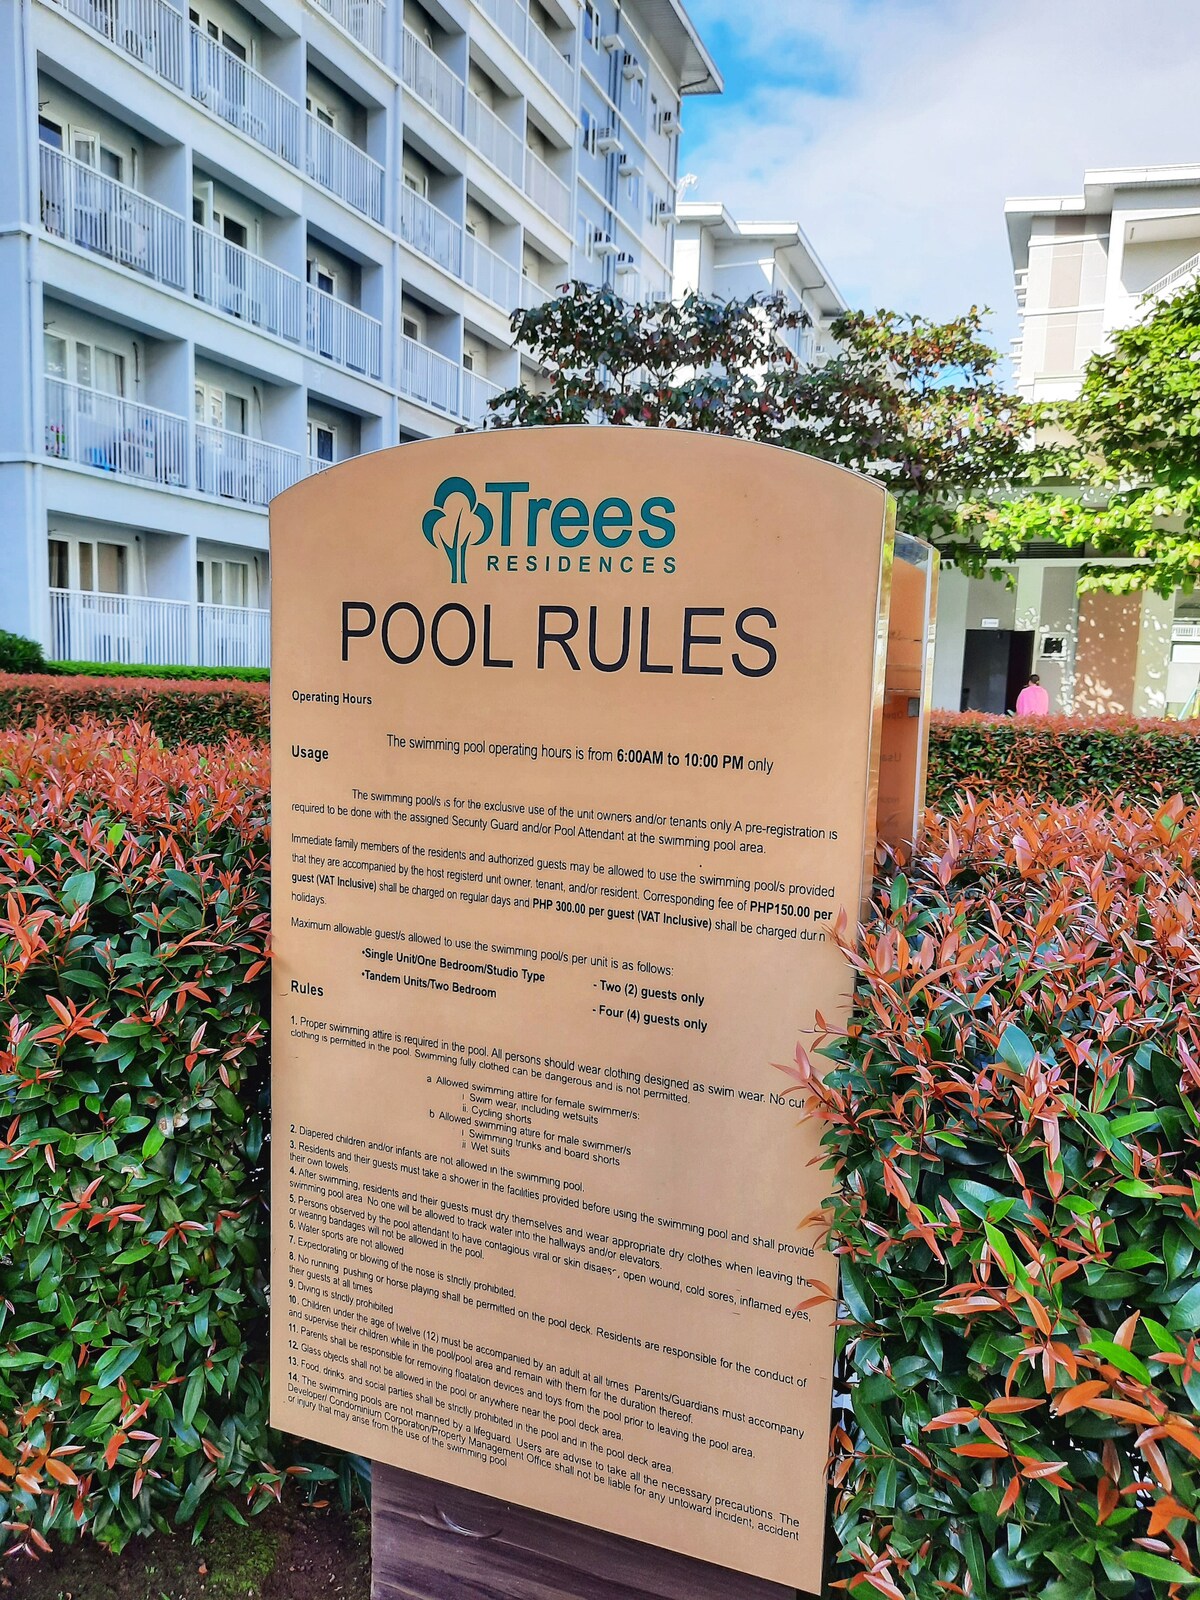 Trees
RESIDENCES
POOL RULES
Operating Hours
The swimming pool operating hours is from 6:00AM to 10:00 PM only
Usage
The swimming pool/s is for the exclusive use of the unit owners and/or tenants only A pre-registration is
required to be done with the assigned Security Guard and/or Pool Attendant at the swimming pool area.
Immediate family members of the residents and authorized guests may be allowed to use the swimming pool/s provided
that they are accompanied by the host registerd unit owner, tenant, and/or resident. Corresponding fee of PHP150.00 per
guest (VAT Inclusive) shall be charged on regular days and PHP 300.00 per guest (VAT Inclusive) shall be charged durin
holidays.
Maximum allowable guest/s allowed to use the swimming pool/s per unit is as follows:
•Single Unit/One Bedroom/Studio Type - Two (2) guests only
•Tandem Units/Two Bedroom - Four (4) guests only
Rules
1. Proper swimming attire is required in the pool. All persons should wear clothing designed as swim wear. No cut
clothing is permitted in the pool. Swimming fully clothed can be dangerous and is not permitted.
a Allowed swimming attire for female swimmer/s:
i Swim wear, including wetsuits
ii. Cycling shorts
b Allowed swimming attire for male swimmer/s
i Swimming trunks and board shorts
ii Wet suits
2. Diapered children and/or infants are not allowed in the swimming pool.
3. Residents and their guests must take a shower in the facilities provided before using the swimming pool and shall provide
their own towels
4. After swimming, residents and their guests must dry themselves and wear appropriate dry clothes when leaving the
swimming pool area. No one will be allowed to track water into the hallways and/or elevators.
5. Persons observed by the pool attendant to have contagious viral or skin disaese, open wound, cold sores, inflamed eyes,
or wearing bandages will not be allowed in the pool.
6. Water sports are not allowed
7. Expectorating or blowing of the nose is strictly prohibited.
8. No running, pushing or horse playing shall be permitted on the pool deck. Residents are responsible for the conduct of
their guests at all times
9. Diving is strictly prohibited
10. Children under the age of twelve (12) must be accompanied by an adult at all times Parents/Guardians must accompany
and supervise their children while in the pool/pool area and remain with them for the duration thereof.
11. Parents shall be responsible for removing floatation devices and toys from the pool prior to leaving the pool area.
12. Glass objects shall not be allowed in the pool or anywhere near the pool deck area.
13. Food, drinks, and social parties shall be strictly prohibited in the pool and in the pool deck area.
14. The swimming pools are not manned by a lifeguard. Users are advise to take all the necessary precautions. The
Developer/ Condominium Corporation/Property Management Office shall not be liable for any untoward incident, accident
or injury that may arise from the use of the swimming pool